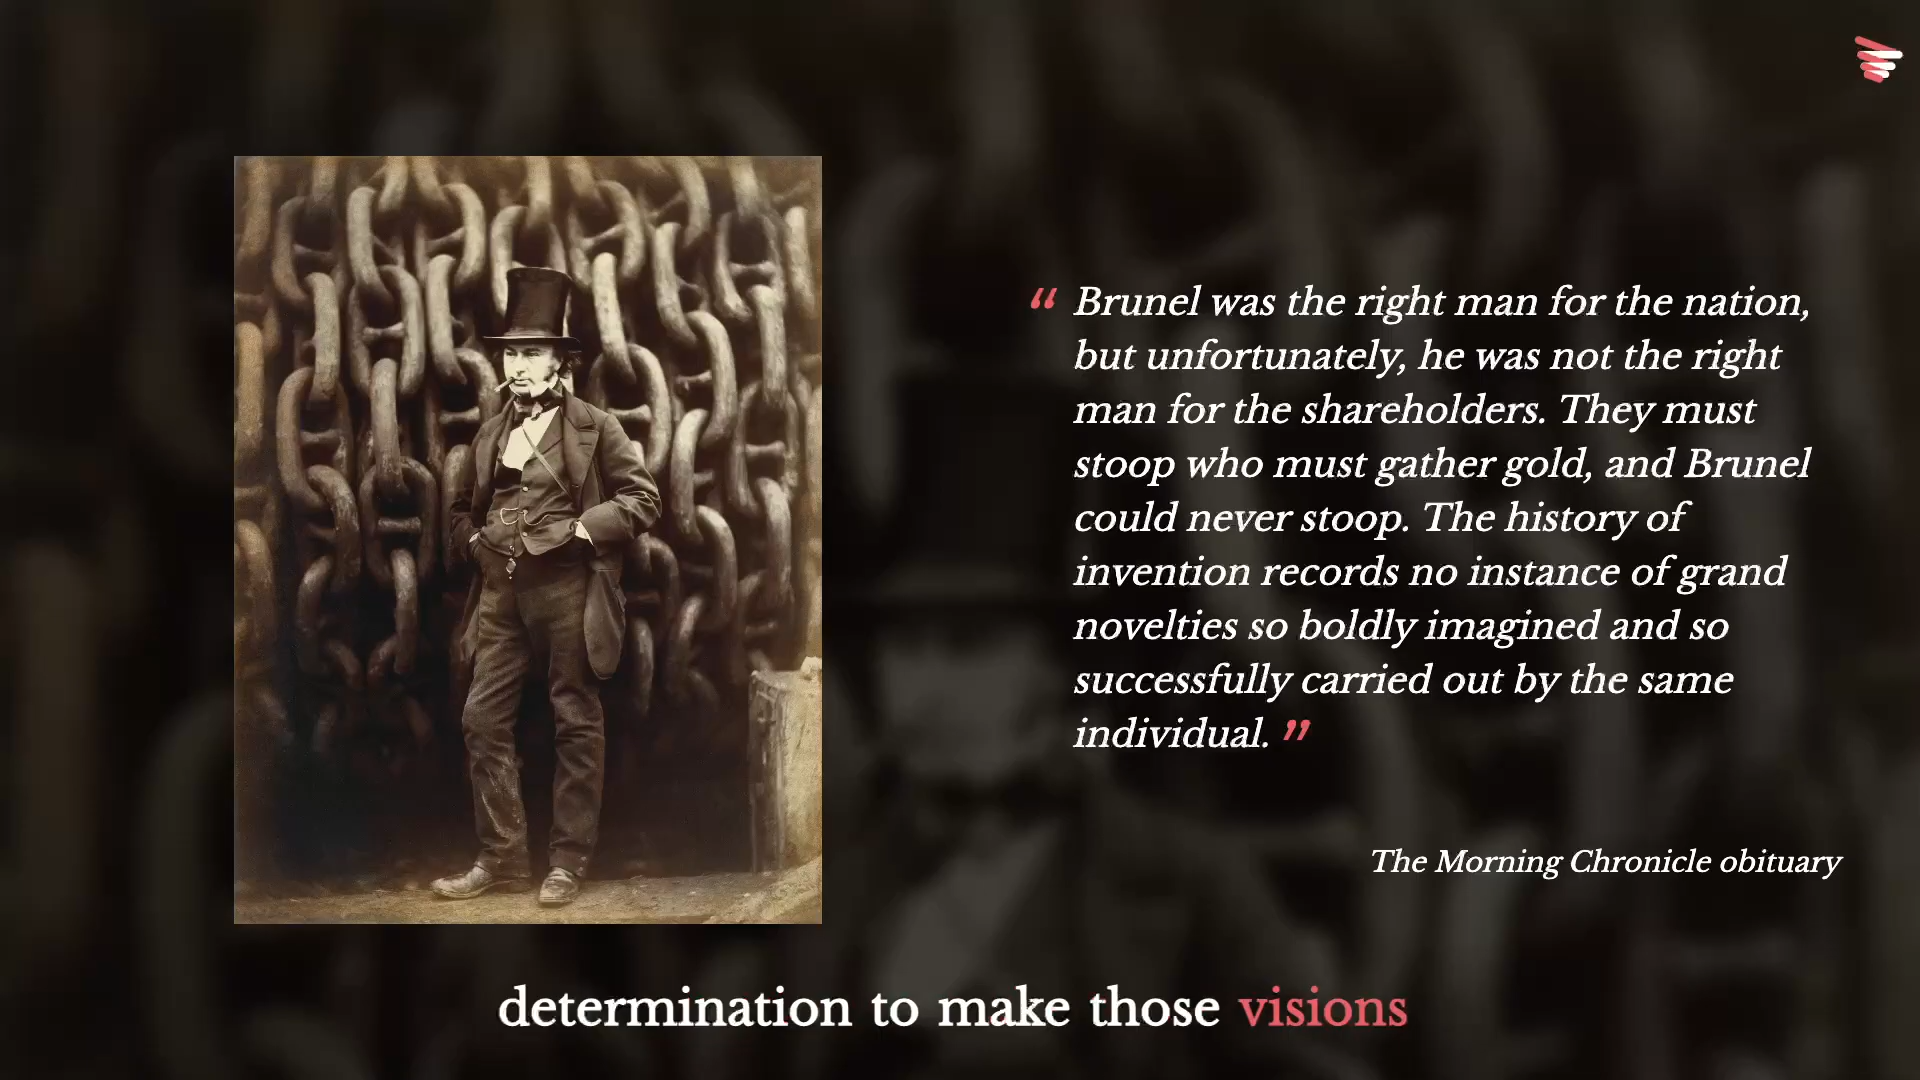 “ Brunel was the right man for the nation,
but unfortunately, he was not the right
man for the shareholders. They must
stoop who must gather gold, and Brunel
could never stoop. The history of
invention records no instance of grand
novelties so boldly imagined and so
successfully carried out by the same
individual. ”
The Morning Chronicle obituary
determination to make those visions